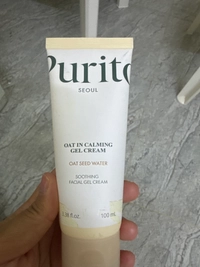 Purito
SEOUL
OAT IN CALMING
GEL CREAM
OAT SEED WATER
SOOTHING
FACIAL GEL CREAM
100 mL